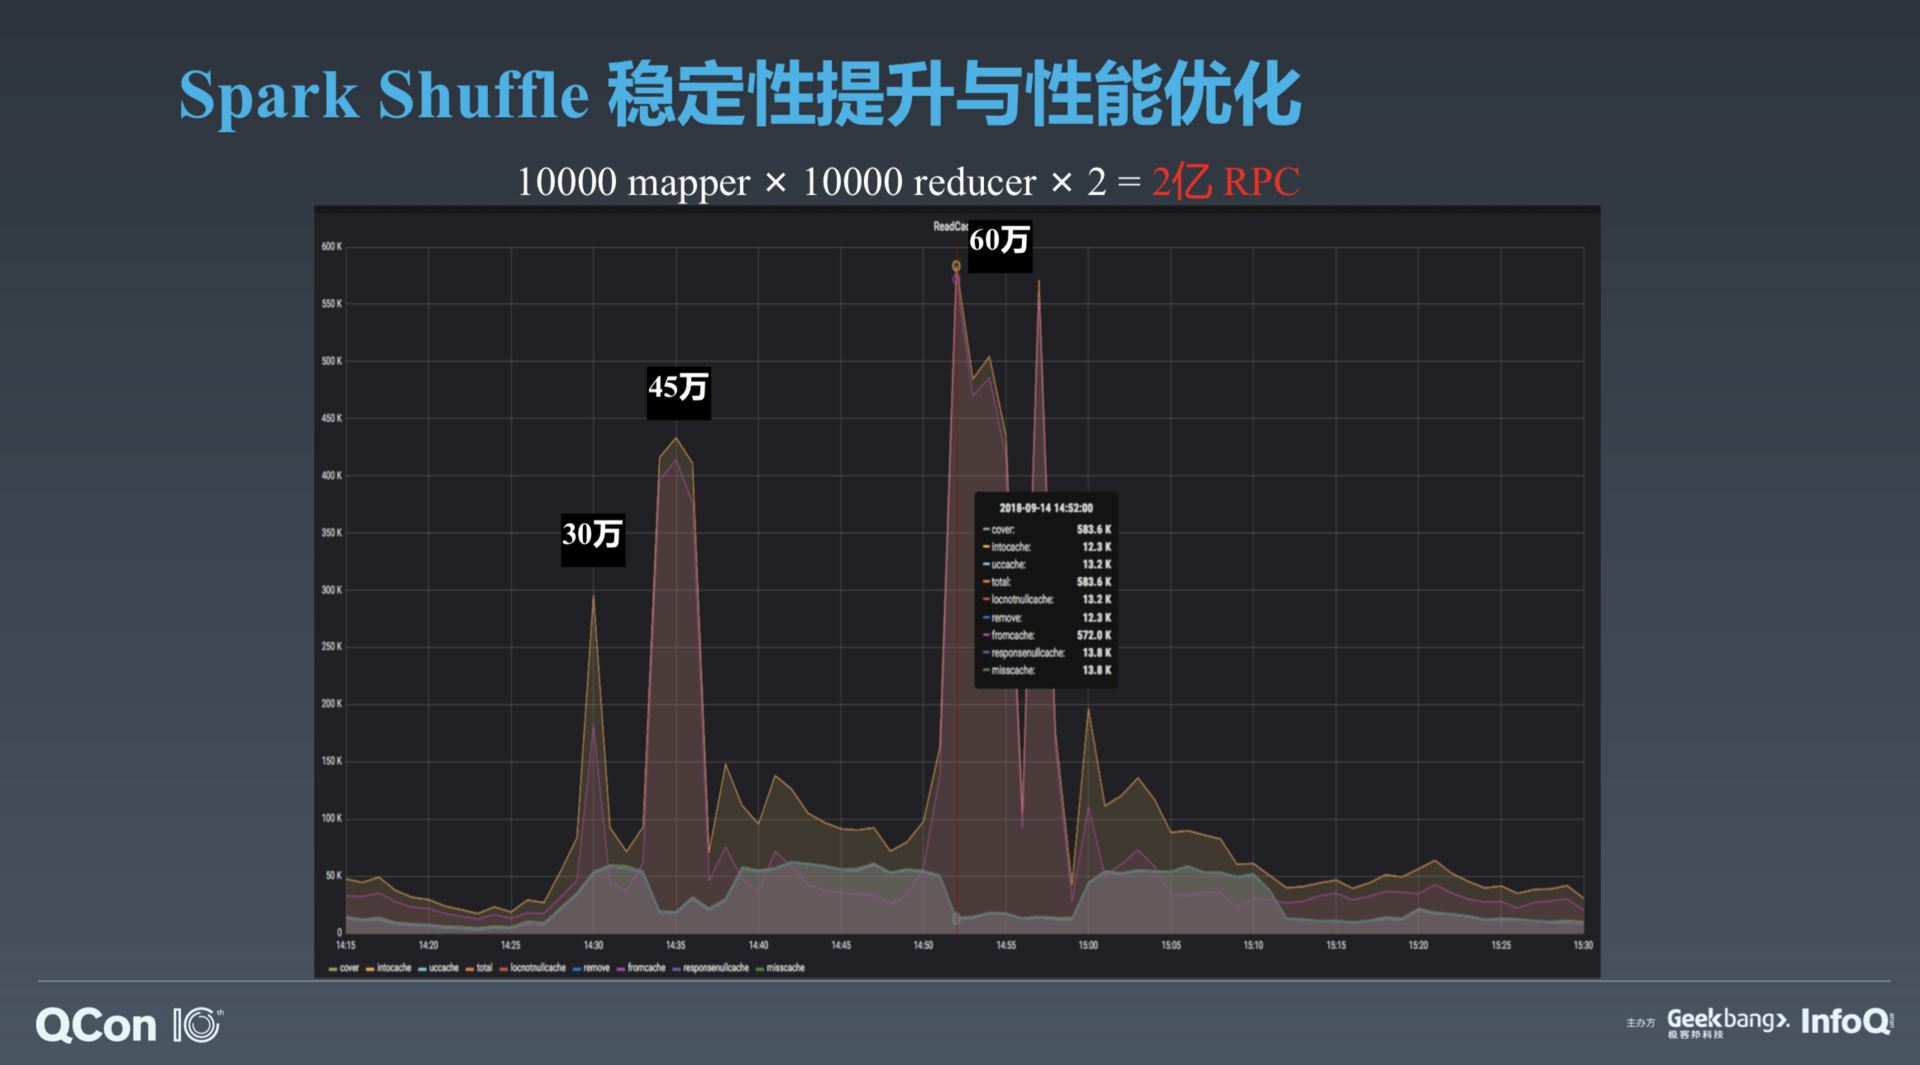 Spark Shuffle 稳定性提升与性能优化
10000 mapper × 10000 reducer × 2 = 2亿 RPC
60万
600 K
550 K
500 K
450 K
400 K
350 K
300 K
250 K
200 K
150 K
100 K
50 K
0
45万
30万
2018-09-14 14:52:00
cover: 583.6 K
intocache: 12.3 K
uccache: 13.2 K
total: 583.6 K
locnotnullcache: 13.2 K
remove: 12.3 K
fromcache: 572.0 K
responsenullcache: 13.8 K
misscache: 13.8 K
14:15 14:20 14:25 14:30 14:35 14:40 14:45 14:50 14:55 15:00 15:05 15:10 15:15 15:20 15:25 15:30
cover intocache uccache total locnotnullcache remove fromcache responsenullcache misscache
QCon 10th
主办方 Geekbang>. InfoQ
极客邦科技